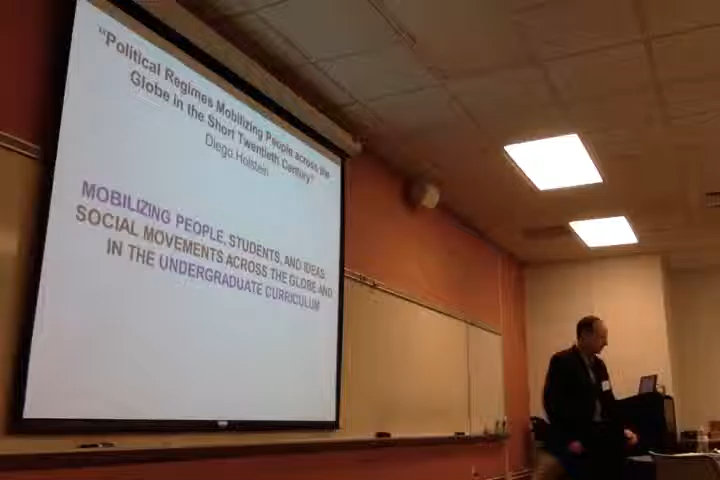 "Political Regimes Mobilizing People across the
Globe in the Short Twentieth Century"
Diego Holstein
MOBILIZING PEOPLE, STUDENTS, AND IDEAS
SOCIAL MOVEMENTS ACROSS THE GLOBE AND
IN THE UNDERGRADUATE CURRICULUM